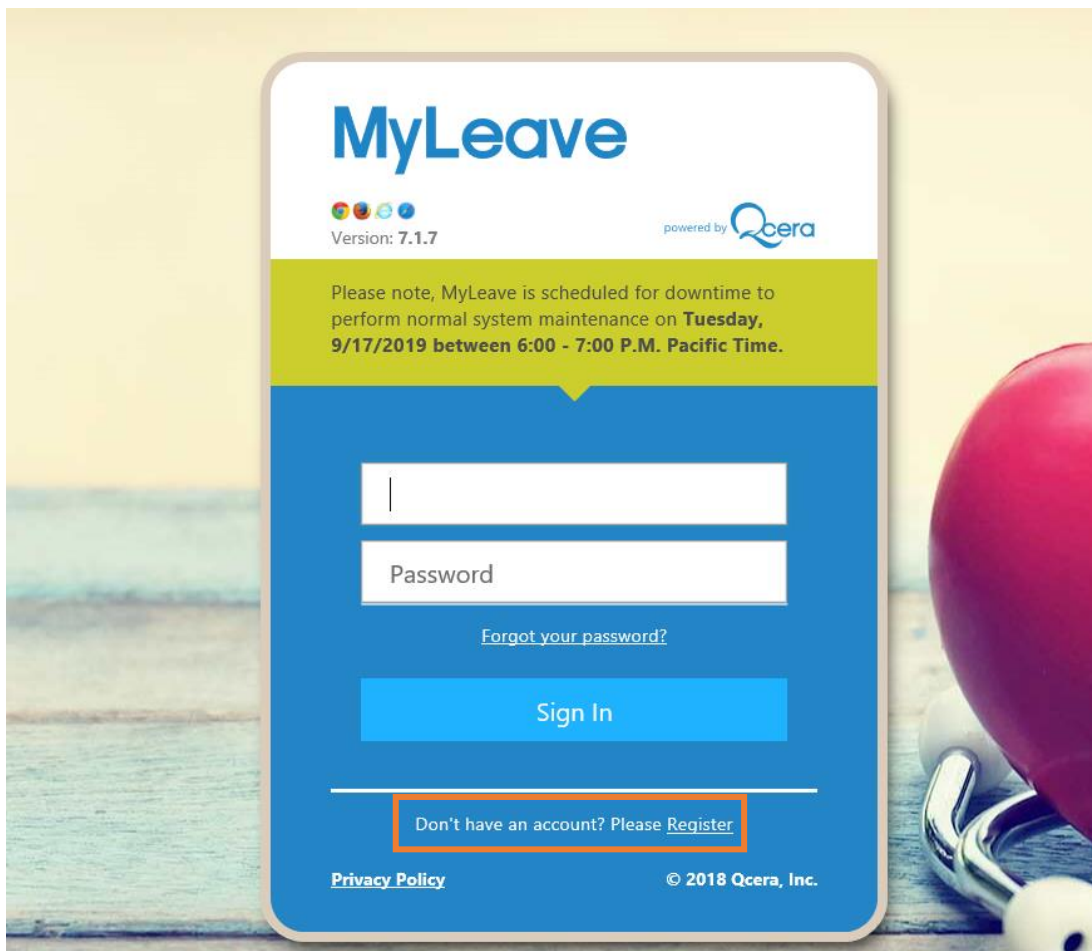 MyLeave
Version: 7.1.7
powered by Qcera
Please note, MyLeave is scheduled for downtime to
perform normal system maintenance on Tuesday,
9/17/2019 between 6:00 - 7:00 P.M. Pacific Time.
Password
Forgot your password?
Sign In
Don't have an account? Please Register
Privacy Policy
© 2018 Qcera, Inc.